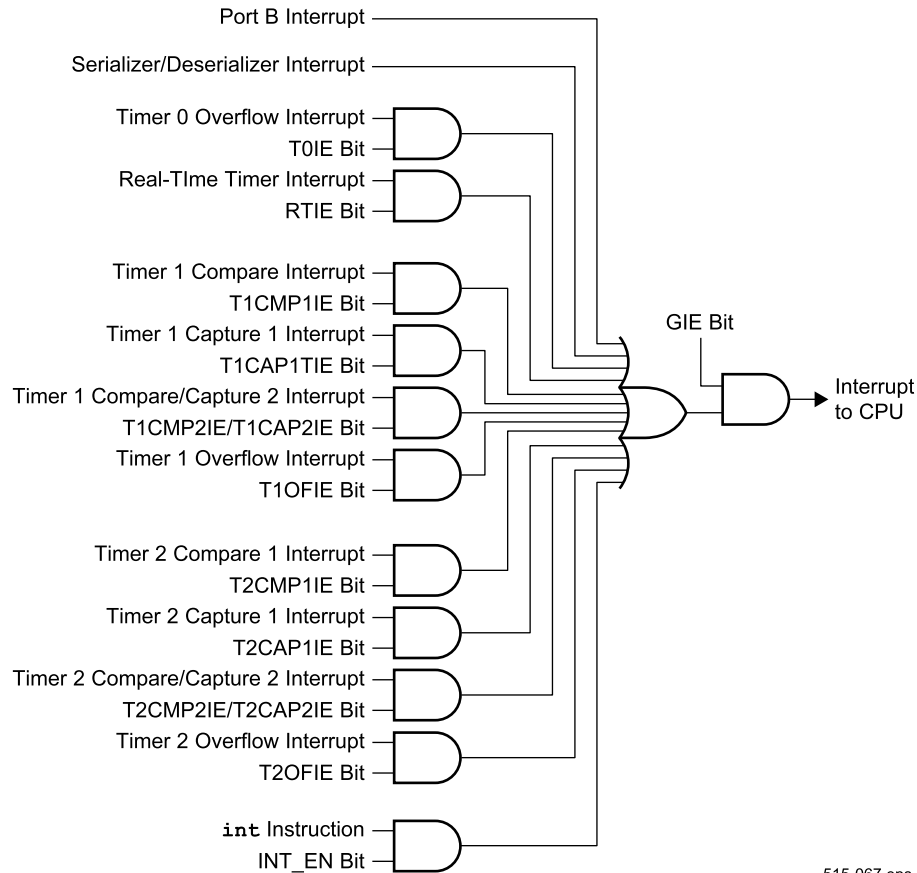 Port B Interrupt
Serializer/Deserializer Interrupt
Timer 0 Overflow Interrupt
T0IE Bit
Real-TIme Timer Interrupt
RTIE Bit
Timer 1 Compare Interrupt
T1CMP1IE Bit
Timer 1 Capture 1 Interrupt
T1CAP1TIE Bit
Timer 1 Compare/Capture 2 Interrupt
T1CMP2IE/T1CAP2IE Bit
Timer 1 Overflow Interrupt
T1OFIE Bit
Timer 2 Compare 1 Interrupt
T2CMP1IE Bit
Timer 2 Capture 1 Interrupt
T2CAP1IE Bit
Timer 2 Compare/Capture 2 Interrupt
T2CMP2IE/T2CAP2IE Bit
Timer 2 Overflow Interrupt
T2OFIE Bit
int Instruction
INT_EN Bit
GIE Bit
Interrupt
to CPU